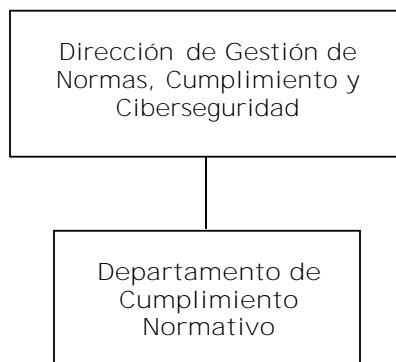 Dirección de Gestión de
Normas, Cumplimiento y
Ciberseguridad
Departamento de
Cumplimiento
Normativo